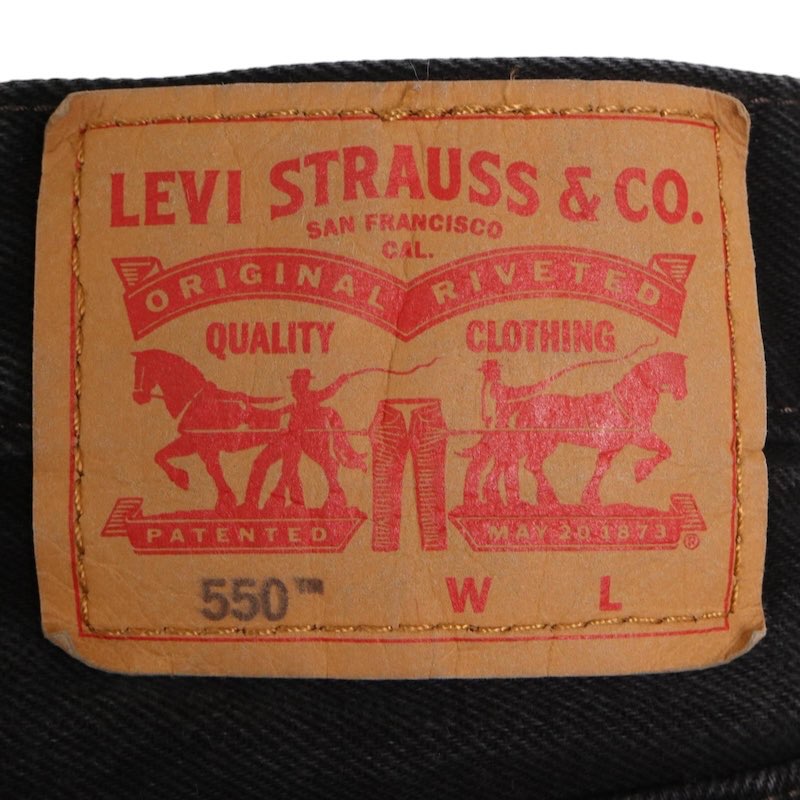 LEVI STRAUSS & CO.
SAN FRANCISCO
CAL.
ORIGINAL RIVETED
QUALITY CLOTHING
PATENTED MAY 20 1873 ®
550™ W L